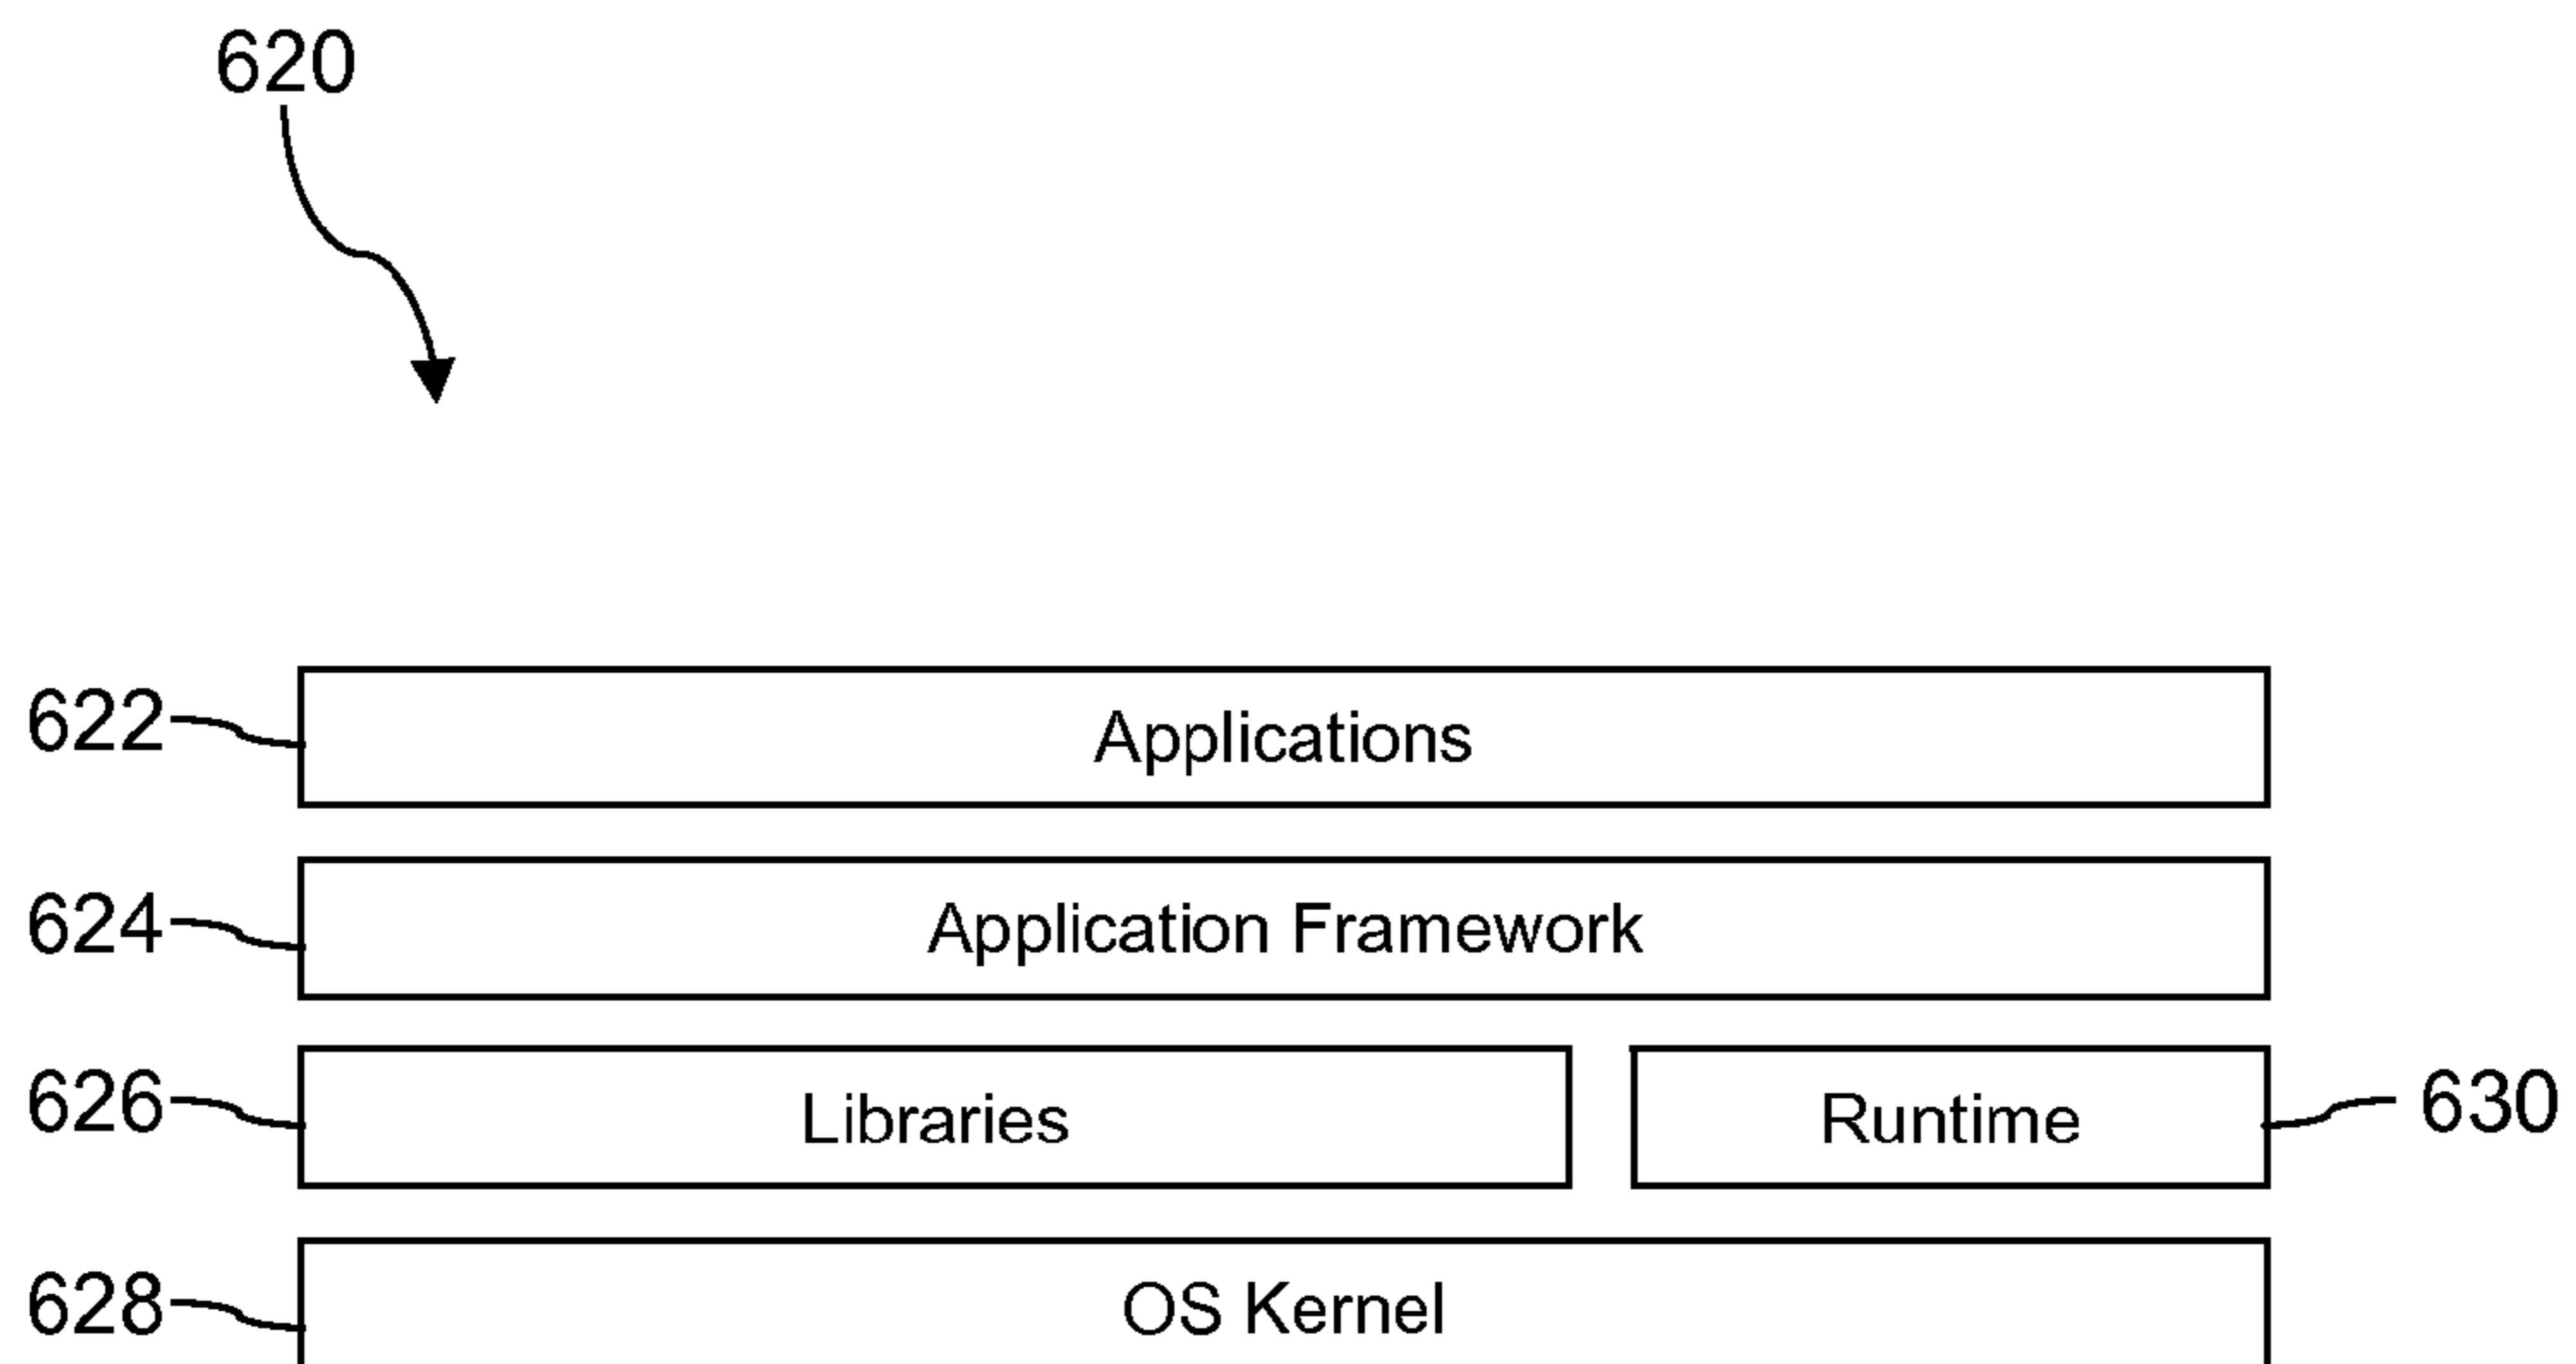 620
622 Applications
624 Application Framework
626 Libraries Runtime 630
628 OS Kernel